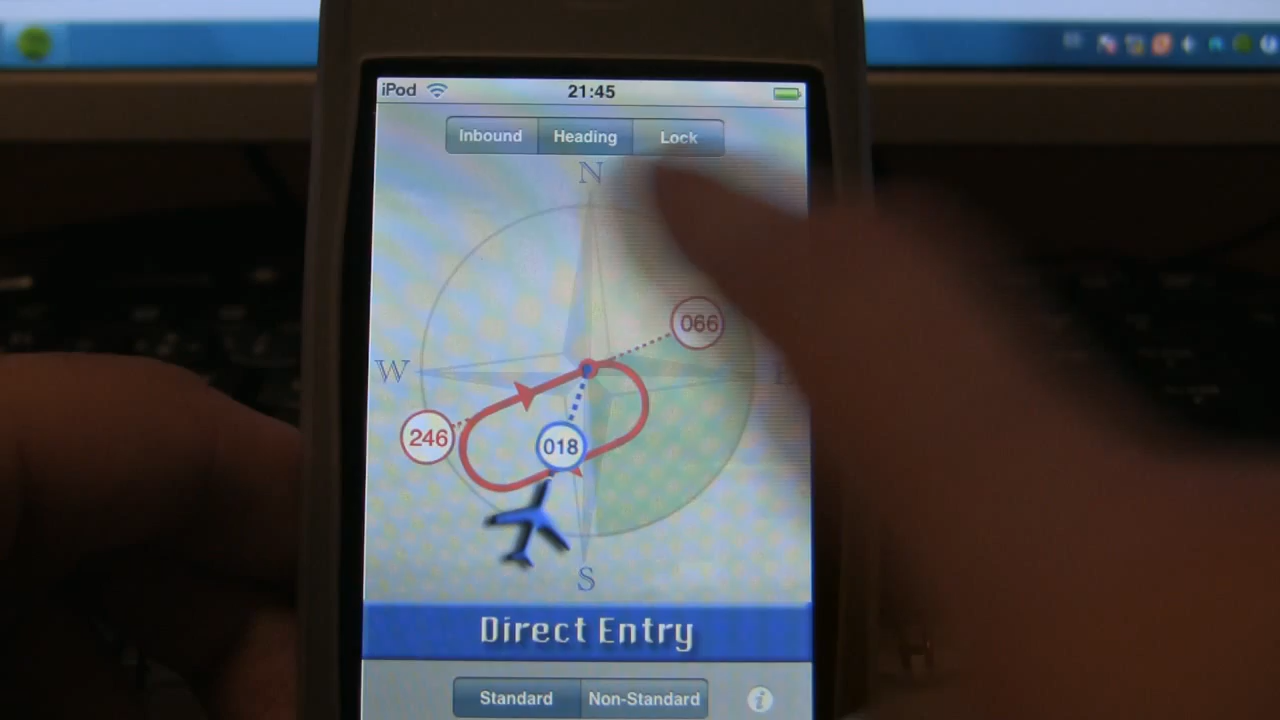 iPod 21:45
Inbound Heading Lock
N
066
W
246
018
S
Direct Entry
Standard Non-Standard
i